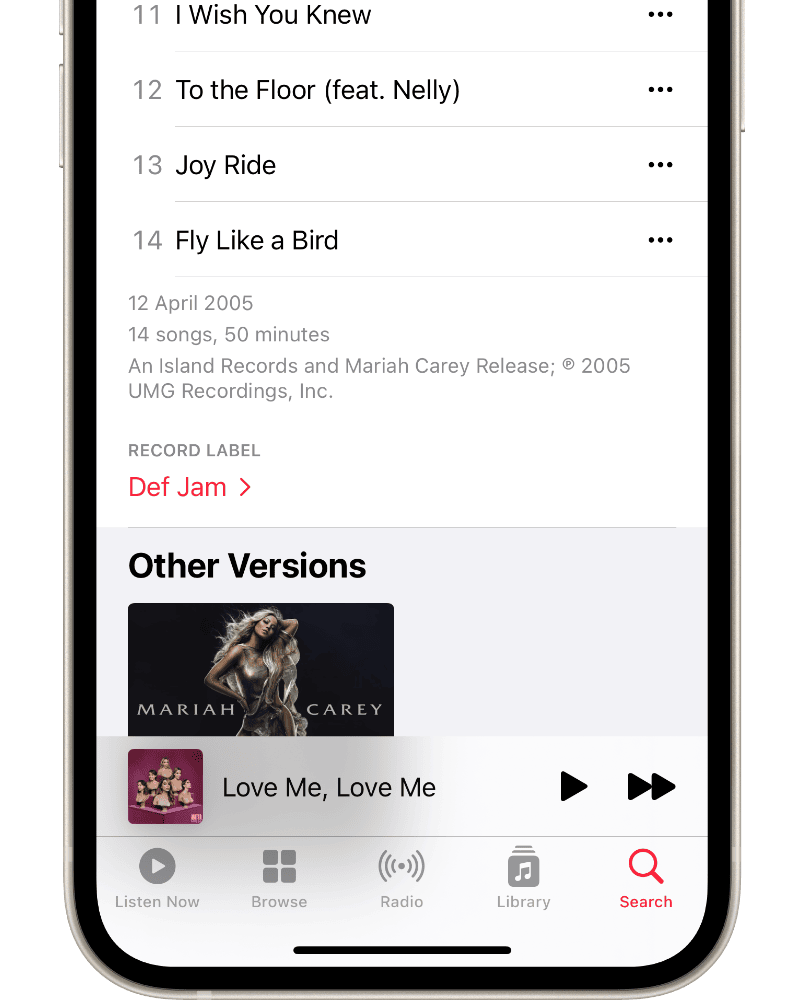 11 I Wish You Knew
12 To the Floor (feat. Nelly)
13 Joy Ride
14 Fly Like a Bird
12 April 2005
14 songs, 50 minutes
An Island Records and Mariah Carey Release; ℗ 2005
UMG Recordings, Inc.
RECORD LABEL
Def Jam
Other Versions
MARIAH CAREY
Love Me, Love Me
Listen Now Browse Radio Library Search